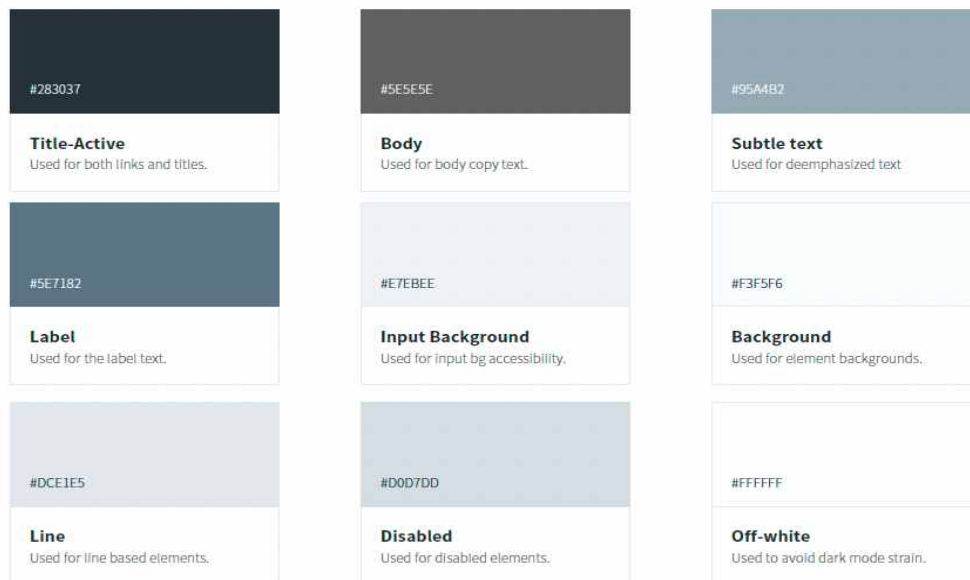 #283037
Title-Active
Used for both links and titles.
#5E5E5E
Body
Used for body copy text.
#95A4B2
Subtle text
Used for deemphasized text
#5E7182
Label
Used for the label text.
#E7EBEE
Input Background
Used for input bg accessibility.
#F3F5F6
Background
Used for element backgrounds.
#DCE1E5
Line
Used for line based elements.
#D0D7DD
Disabled
Used for disabled elements.
#FFFFFF
Off-white
Used to avoid dark mode strain.